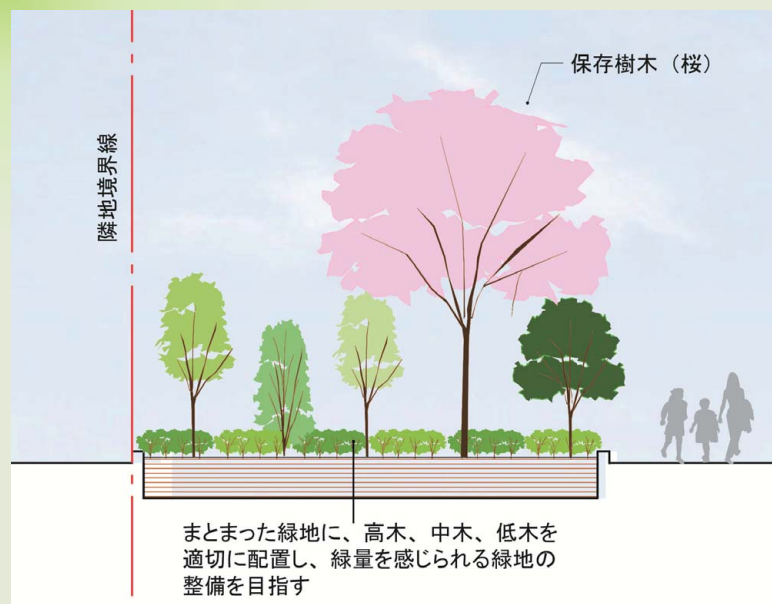 保存樹木（桜）
隣地境界線
まとまった緑地に、高木、中木、低木を
適切に配置し、緑量を感じられる緑地の
整備を目指す